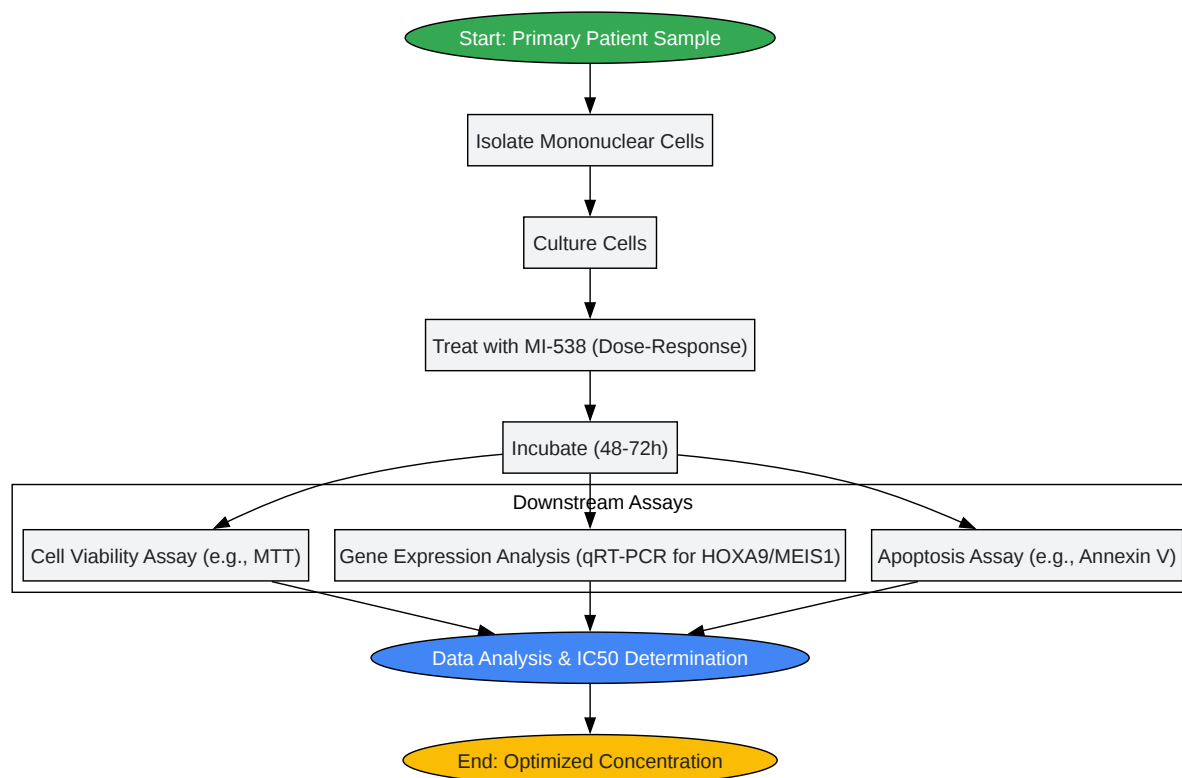 Start: Primary Patient Sample
Isolate Mononuclear Cells
Culture Cells
Treat with MI-538 (Dose-Response)
Incubate (48-72h)
Downstream Assays
Cell Viability Assay (e.g., MTT)
Gene Expression Analysis (qRT-PCR for HOXA9/MEIS1)
Apoptosis Assay (e.g., Annexin V)
Data Analysis & IC50 Determination
End: Optimized Concentration